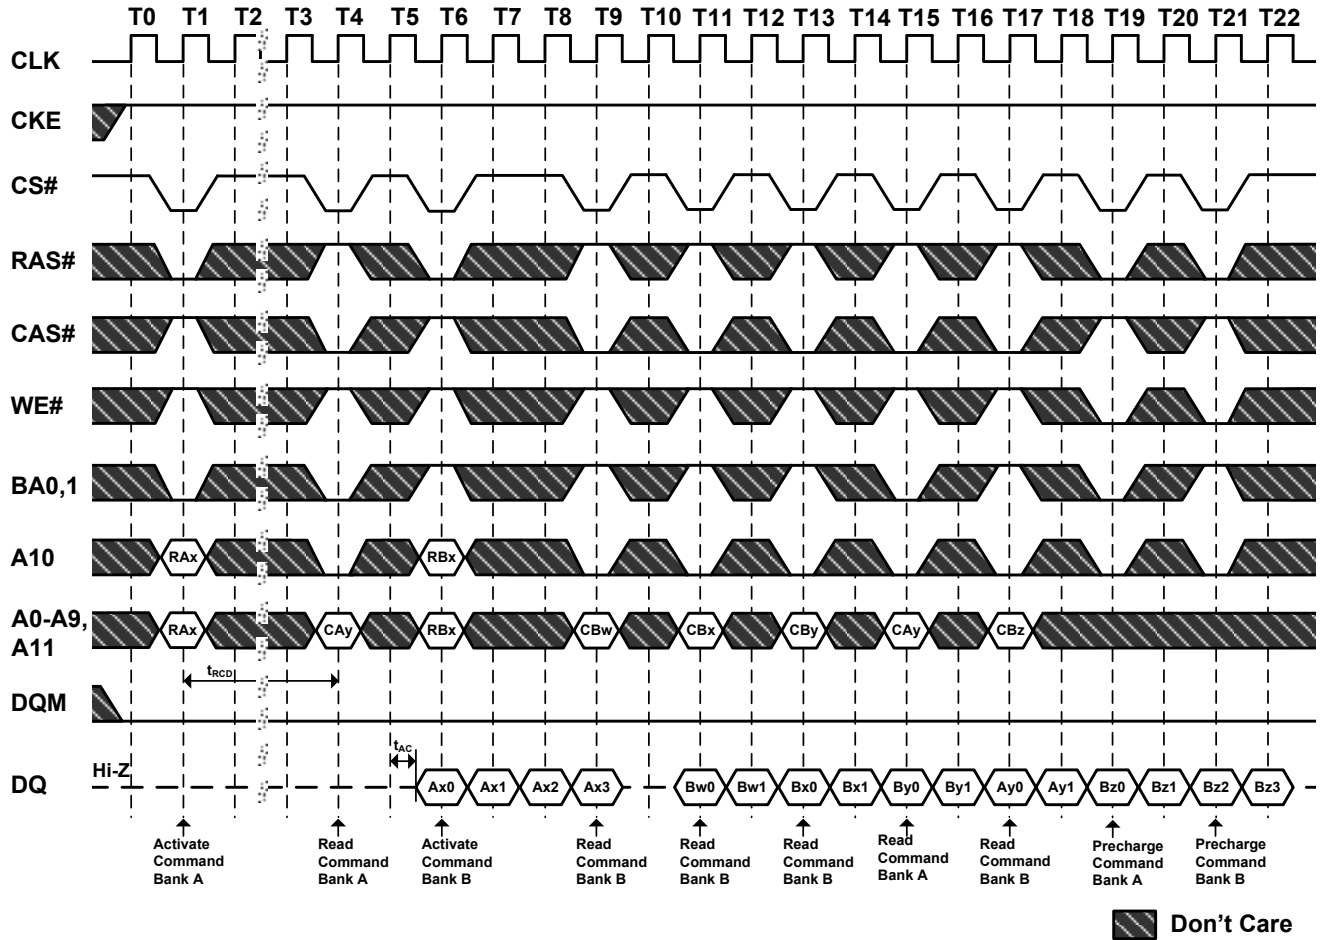 T0 T1 T2 T3 T4 T5 T6 T7 T8 T9 T10 T11 T12 T13 T14 T15 T16 T17 T18 T19 T20 T21 T22
CLK
CKE
CS#
RAS#
CAS#
WE#
BA0,1
A10 RAx RBx
A0-A9,
A11
RAx CAy RBx CBw CBx CBy CAy CBz
tRCD
DQM
tAC
Hi-Z
DQ Ax0 Ax1 Ax2 Ax3 Bw0 Bw1 Bx0 Bx1 By0 By1 Ay0 Ay1 Bz0 Bz1 Bz2 Bz3
Activate
Command
Bank A
Read
Command
Bank A
Activate
Command
Bank B
Read
Command
Bank B
Read
Command
Bank B
Read
Command
Bank B
Read
Command
Bank A
Read
Command
Bank B
Precharge
Command
Bank A
Precharge
Command
Bank B
Don't Care